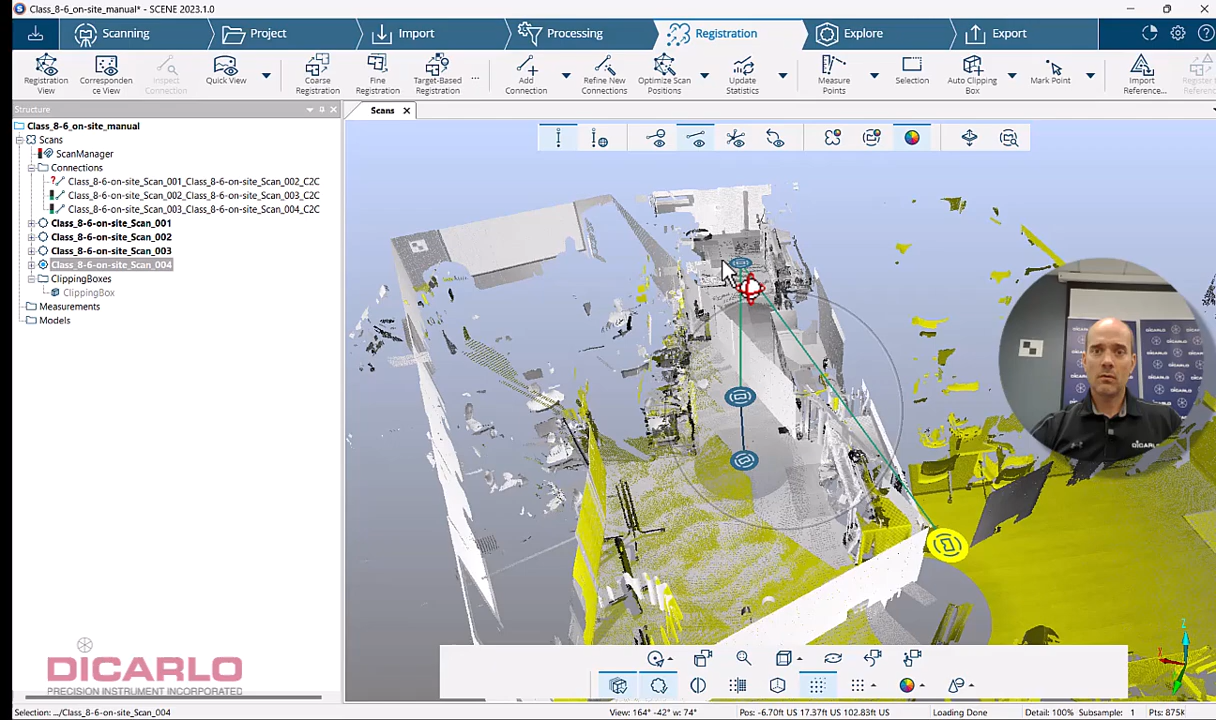 Class_8-6_on-site_manual* - SCENE 2023.1.0
Scanning
Project
Import
Processing
Registration
Explore
Export
Registration View
Corresponden ce View
Inspect Connection
Quick View
Coarse Registration
Fine Registration
Target-Based Registration
...
Add Connection
Refine New Connections
Optimize Scan Positions
Update Statistics
Measure Points
Selection
Auto Clipping Box
Mark Point
Import Reference...
Register t Reference
Structure
Scans
Class_8-6_on-site_manual
Scans
ScanManager
Connections
Class_8-6-on-site_Scan_001_Class_8-6-on-site_Scan_002_C2C
Class_8-6-on-site_Scan_002_Class_8-6-on-site_Scan_003_C2C
Class_8-6-on-site_Scan_003_Class_8-6-on-site_Scan_004_C2C
Class_8-6-on-site_Scan_001
Class_8-6-on-site_Scan_002
Class_8-6-on-site_Scan_003
Class_8-6-on-site_Scan_004
ClippingBoxes
ClippingBox
Measurements
Models
DICARLO
DICARLO
DICARLO
PRECISION INSTRUMENT INCORPORATED
Z
X
Selection: .../Class_8-6-on-site_Scan_004
View: 164° -42° w: 74°
Pos: -6.70ft US 17.37ft US 102.83ft US
Loading Done
Detail: 100%
Subsample: 1
Pts: 875K